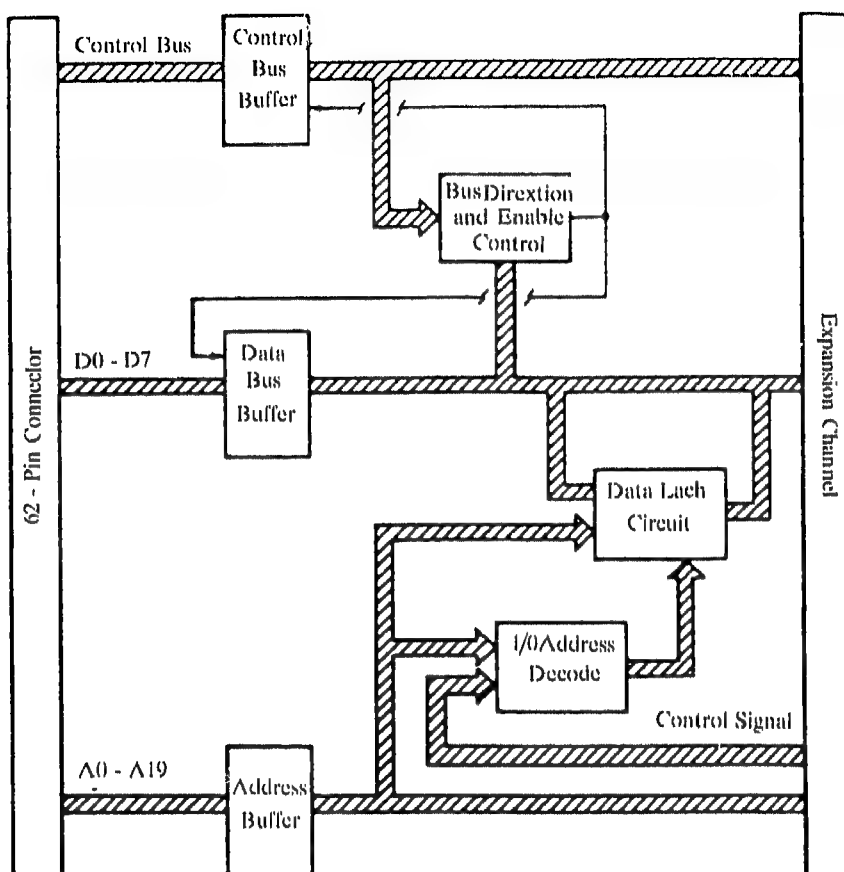 Control Bus
Control
Bus
Buffer
Bus Dirextion
and Enable
Control
D0 - D7
Data
Bus
Buffer
62 - Pin Connector
Expansion Channel
Data Lach
Circuit
I/0 Address
Decode
Control Signal
A0 - A19
Address
Buffer